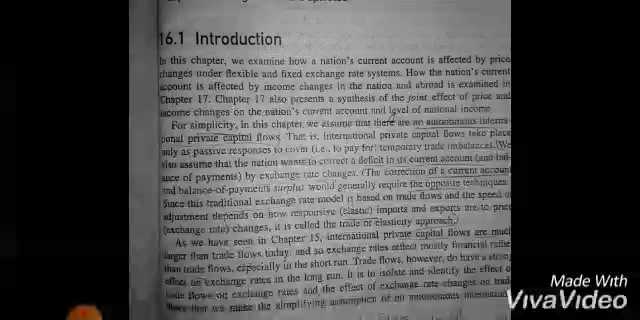 16.1 Introduction
In this chapter, we examine how a nation's current account is affected by price
changes under flexible and fixed exchange rate systems. How the nation's current
account is affected by income changes in the nation and abroad is examined in
Chapter 17. Chapter 17 also presents a synthesis of the joint effect of price and
income changes on the nation's current account and level of national income.
For simplicity, in this chapter, we assume that there are no autonomous interna-
tional private capital flows. That is, international private capital flows take place
only as passive responses to cover (i.e., to pay for) temporary trade imbalances. We
also assume that the nation wants to correct a deficit in its current account (and bal-
ance of payments) by exchange rate changes. (The correction of a current account
and balance-of-payments surplus would generally require the opposite techniques.
Since this traditional exchange rate model is based on trade flows and the speed of
adjustment depends on how responsive (elastic) imports and exports are to price
(exchange rate) changes, it is called the trade or elasticity approach.
As we have seen in Chapter 15, international private capital flows are much
larger than trade flows today, and so exchange rates reflect mostly financial rather
than trade flows, especially in the short run. Trade flows, however, do have a strong
effect on exchange rates in the long run. It is to isolate and identify the effect of
trade flows on exchange rates and the effect of exchange rate changes on trade
flows that we make the simplifying assumption of no autonomous
Made With
VivaVideo